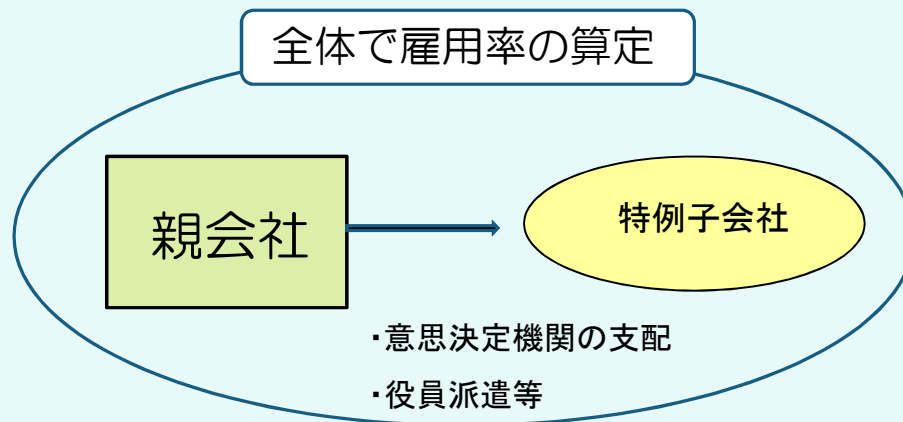 全体で雇用率の算定
親会社
特例子会社
・意思決定機関の支配
・役員派遣等